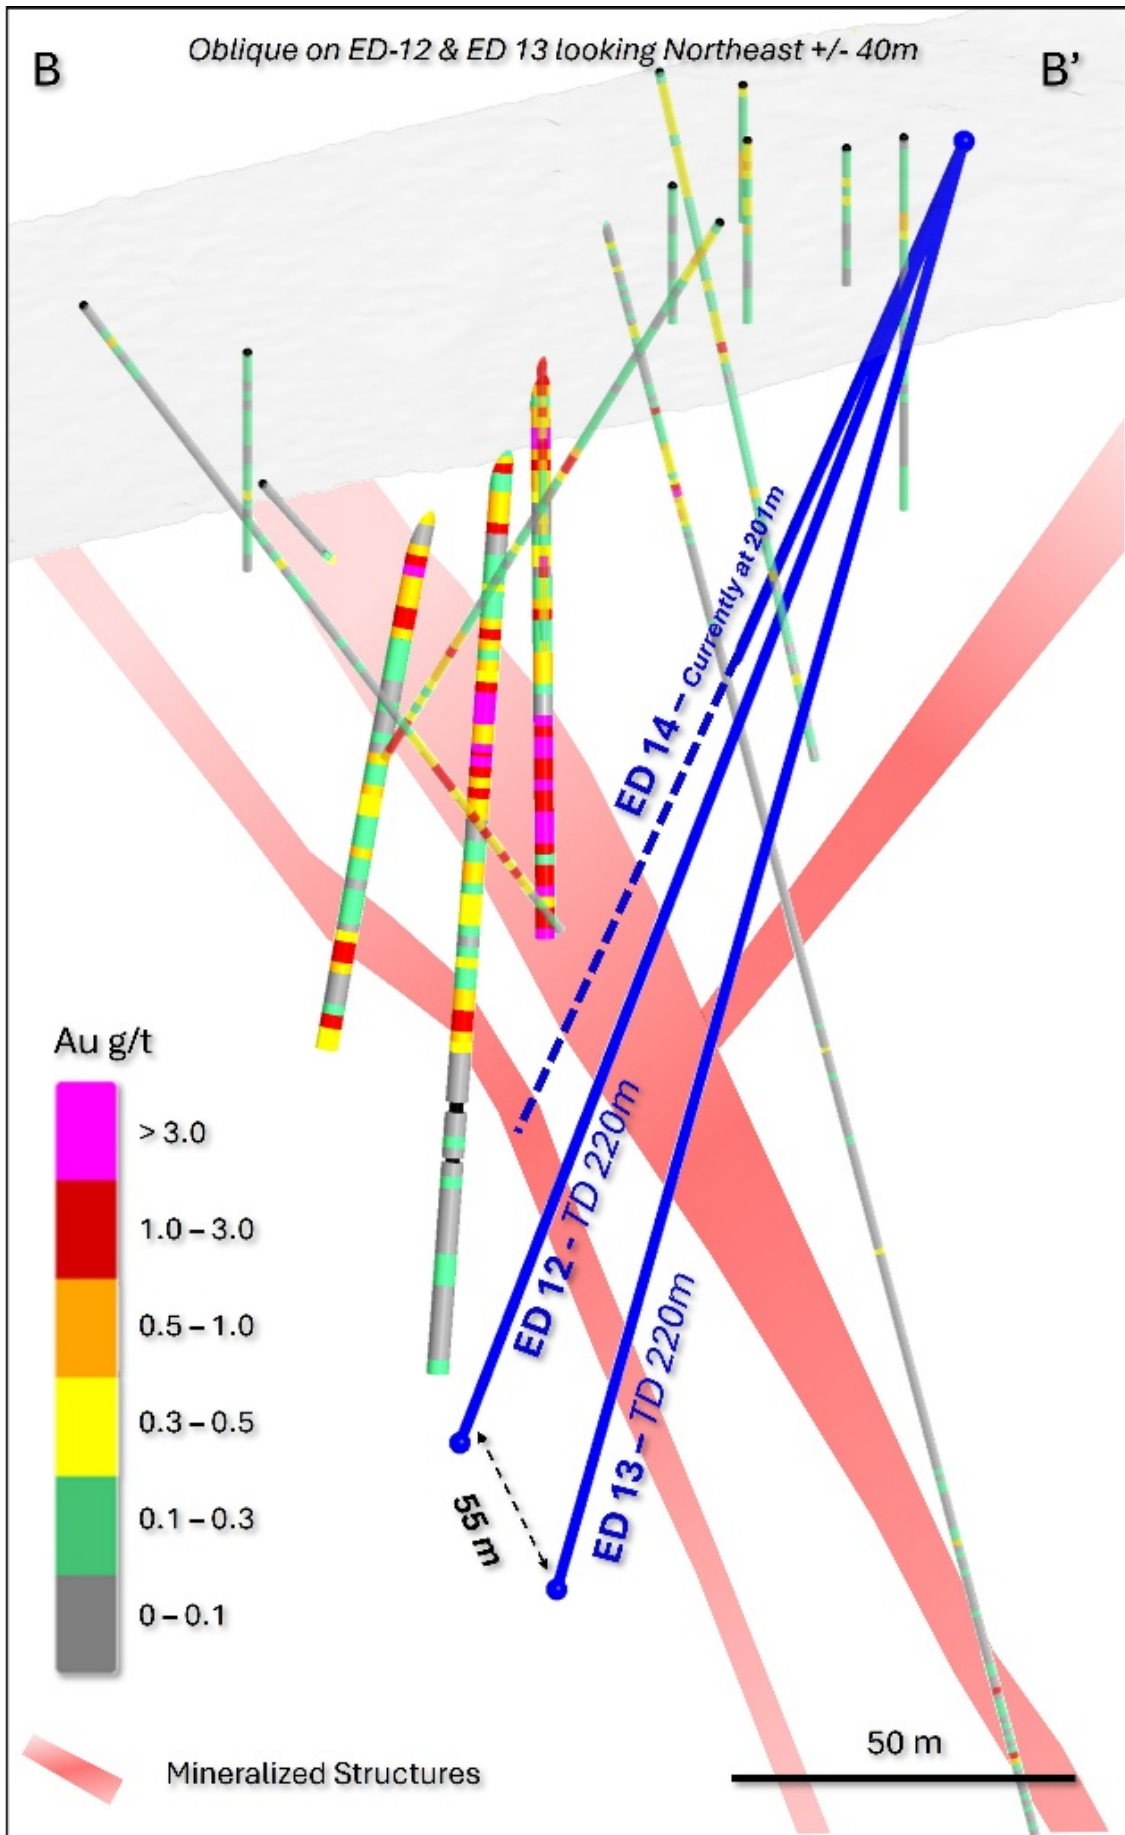 Oblique on ED-12 & ED 13 looking Northeast +/- 40m
B
B'
ED 14 – Currently at 201m
ED 12 - TD 220m
ED 13 – TD 220m
55 m
Au g/t
> 3.0
1.0 – 3.0
0.5 – 1.0
0.3 – 0.5
0.1 – 0.3
0 – 0.1
50 m
Mineralized Structures